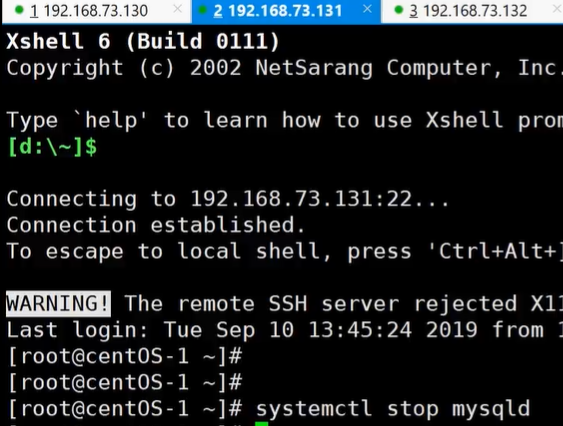 1 192.168.73.130 × 2 192.168.73.131 × 3 192.168.73.132 ×
Xshell 6 (Build 0111)
Copyright (c) 2002 NetSarang Computer, Inc.
Type `help' to learn how to use Xshell
[d:\~]$
Connecting to 192.168.73.131:22...
Connection established.
To escape to local shell, press 'Ctrl+Alt+]
WARNING! The remote SSH server rejected X11
Last login: Tue Sep 10 13:45:24 2019 from 1
[root@centOS-1 ~]#
[root@centOS-1 ~]#
[root@centOS-1 ~]# systemctl stop mysqld